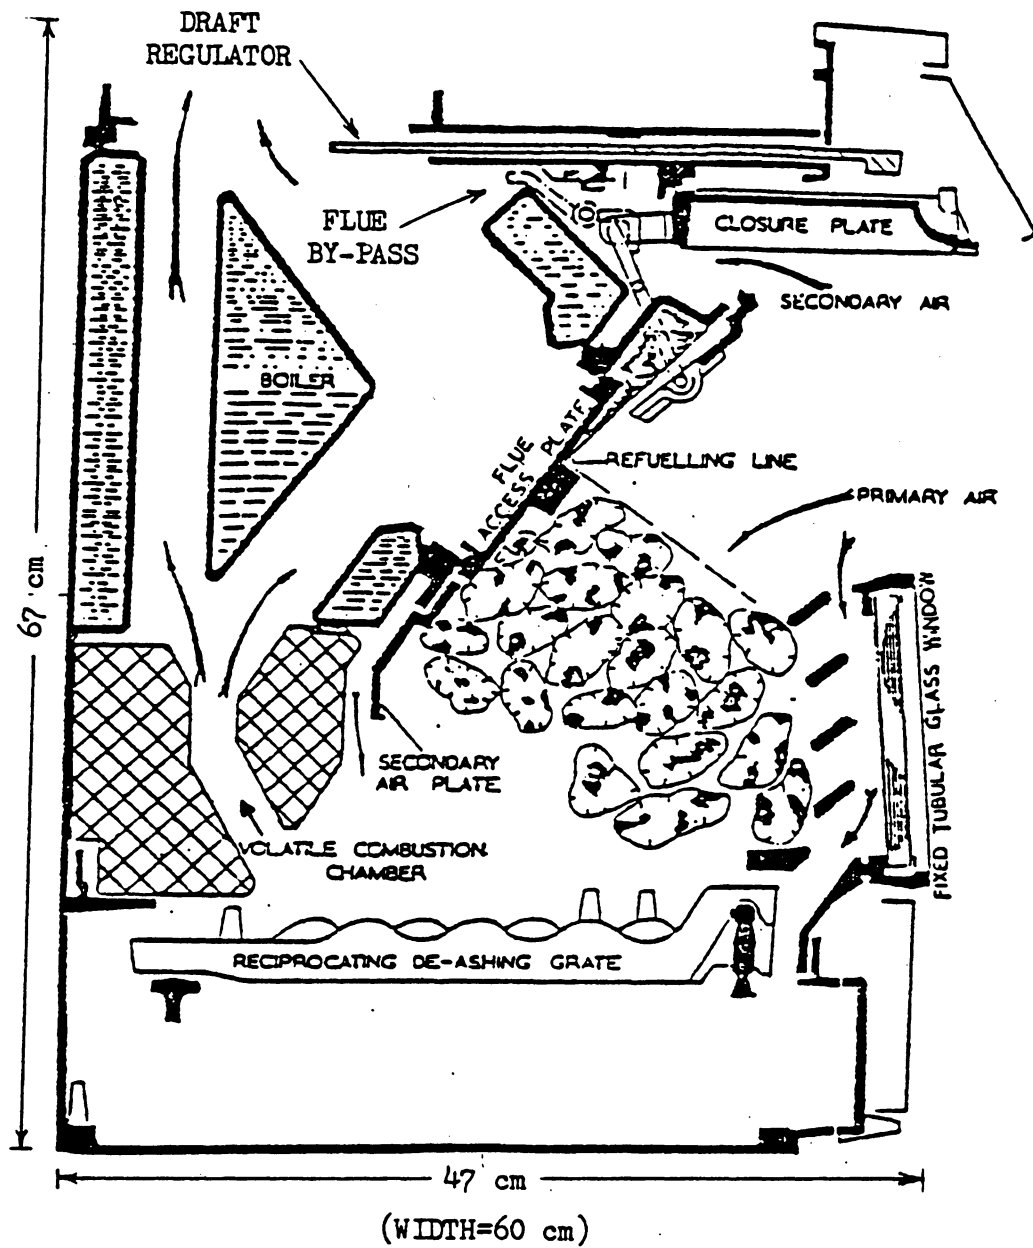 DRAFT
REGULATOR
FLUE
BY-PASS
CLOSURE PLATE
SECONDARY AIR
BOILER
FLUE
ACCESS PLATE
REFUELLING LINE
PRIMARY AIR
67 cm
FIXED TUBULAR GLASS WINDOW
SECONDARY
AIR PLATE
VOLATILE COMBUSTION
CHAMBER
RECIPROCATING DE-ASHING GRATE
47 cm
(WIDTH=60 cm)